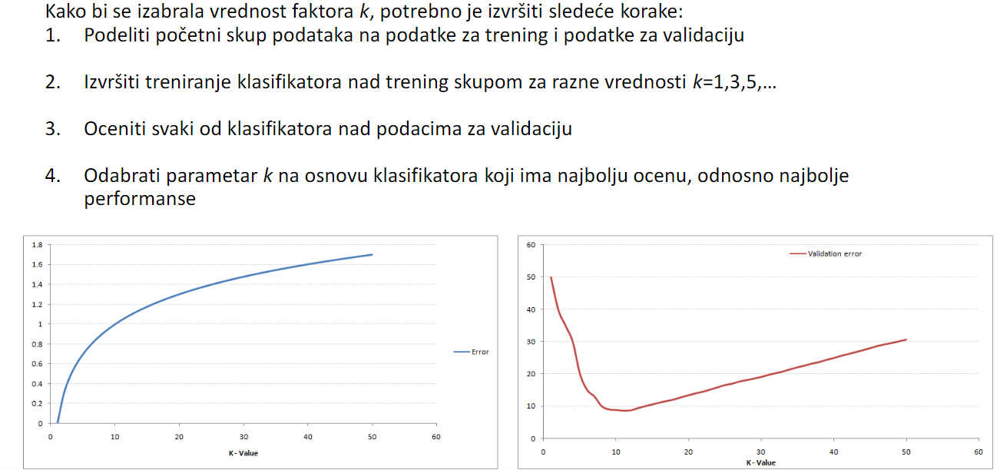 Kako bi se izabrala vrednost faktora k, potrebno je izvršiti sledeće korake:
1. Podeliti početni skup podataka na podatke za trening i podatke za validaciju
2. Izvršiti treniranje klasifikatora nad trening skupom za razne vrednosti k=1,3,5,...
3. Oceniti svaki od klasifikatora nad podacima za validaciju
4. Odabrati parametar k na osnovu klasifikatora koji ima najbolju ocenu, odnosno najbolje
performanse
1.8
1.6
1.4
1.2
1
0.8
0.6
0.4
0.2
0
0 10 20 30 40 50 60
K - Value
Error
60
50
40
30
20
10
0
0 10 20 30 40 50 60
K - Value
Validation error